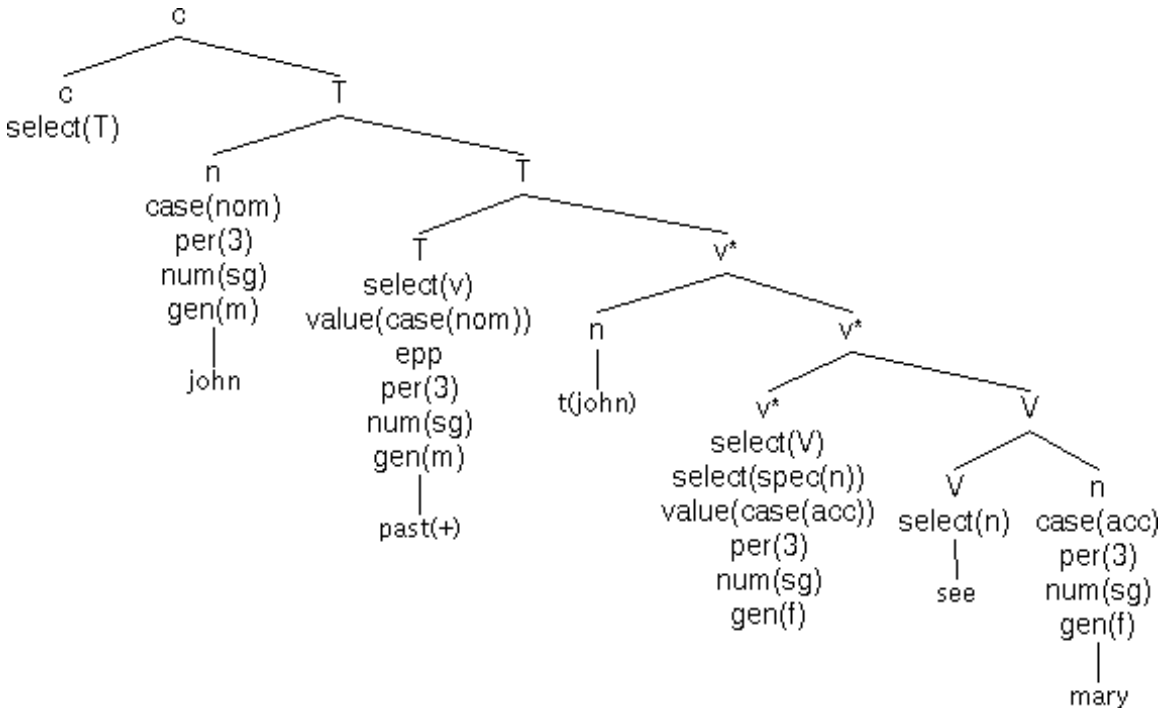 c
c
select(T)
T
n
case(nom)
per(3)
num(sg)
gen(m)
john
T
T
select(v)
value(case(nom))
epp
per(3)
num(sg)
gen(m)
past(+)
v*
n
t(john)
v*
v*
select(V)
select(spec(n))
value(case(acc))
per(3)
num(sg)
gen(f)
V
V
select(n)
see
n
case(acc)
per(3)
num(sg)
gen(f)
mary